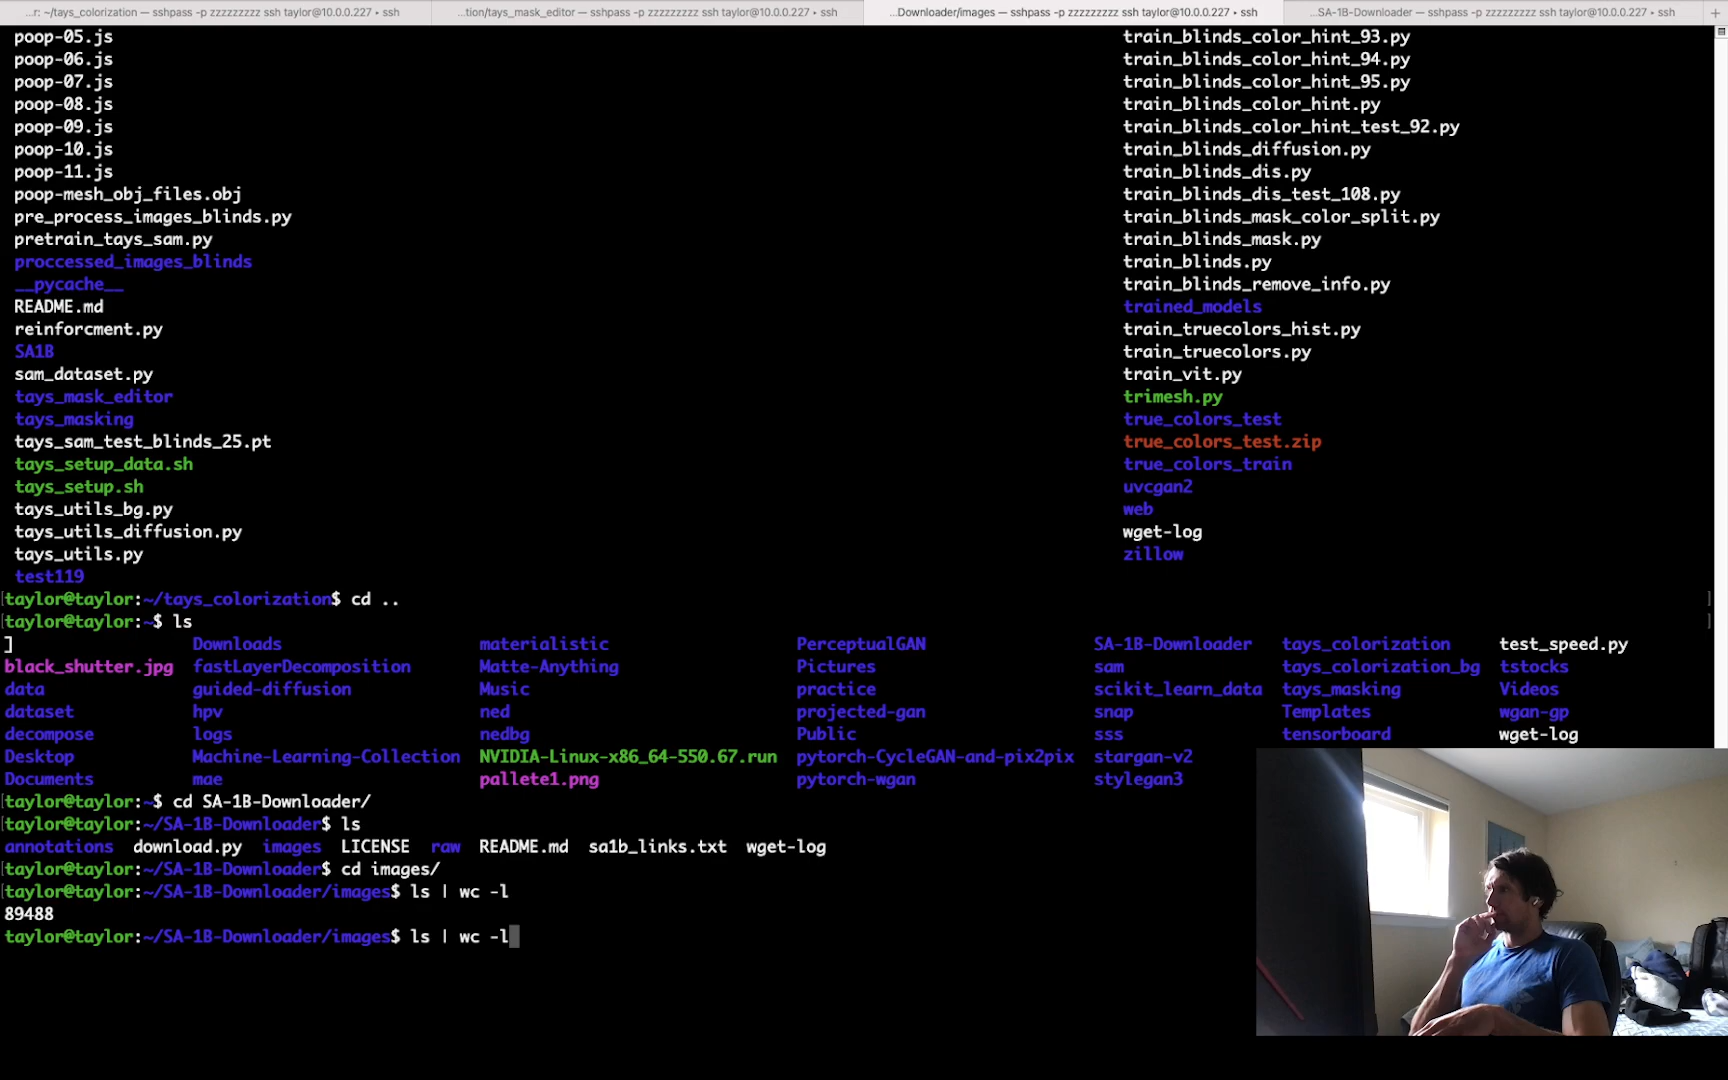 ...r: ~/tays_colorization — sshpass -p zzzzzzzzz ssh taylor@10.0.0.227 ▸ ssh
...tion/tays_mask_editor — sshpass -p zzzzzzzzz ssh taylor@10.0.0.227 ▸ ssh
...Downloader/images — sshpass -p zzzzzzzzz ssh taylor@10.0.0.227 ▸ ssh
...SA-1B-Downloader — sshpass -p zzzzzzzzz ssh taylor@10.0.0.227 ▸ ssh
poop-05.js train_blinds_color_hint_93.py
poop-06.js train_blinds_color_hint_94.py
poop-07.js train_blinds_color_hint_95.py
poop-08.js train_blinds_color_hint.py
poop-09.js train_blinds_color_hint_test_92.py
poop-10.js train_blinds_diffusion.py
poop-11.js train_blinds_dis.py
poop-mesh_obj_files.obj train_blinds_dis_test_108.py
pre_process_images_blinds.py train_blinds_mask_color_split.py
pretrain_tays_sam.py train_blinds_mask.py
proccessed_images_blinds train_blinds.py
__pycache__ train_blinds_remove_info.py
README.md trained_models
reinforcment.py train_truecolors_hist.py
SA1B train_truecolors.py
sam_dataset.py train_vit.py
tays_mask_editor trimesh.py
tays_masking true_colors_test
tays_sam_test_blinds_25.pt true_colors_test.zip
tays_setup_data.sh true_colors_train
tays_setup.sh uvcgan2
tays_utils_bg.py web
tays_utils_diffusion.py wget-log
tays_utils.py zillow
test119
taylor@taylor:~/tays_colorization$ cd ..
taylor@taylor:~$ ls
] Downloads materialistic PerceptualGAN SA-1B-Downloader tays_colorization test_speed.py
black_shutter.jpg fastLayerDecomposition Matte-Anything Pictures sam tays_colorization_bg tstocks
data guided-diffusion Music practice scikit_learn_data tays_masking Videos
dataset hpv ned projected-gan snap Templates wgan-gp
decompose logs nedbg Public sss tensorboard wget-log
Desktop Machine-Learning-Collection NVIDIA-Linux-x86_64-550.67.run pytorch-CycleGAN-and-pix2pix stargan-v2
Documents mae pallete1.png pytorch-wgan stylegan3
taylor@taylor:~$ cd SA-1B-Downloader/
taylor@taylor:~/SA-1B-Downloader$ ls
annotations download.py images LICENSE raw README.md sa1b_links.txt wget-log
taylor@taylor:~/SA-1B-Downloader$ cd images/
taylor@taylor:~/SA-1B-Downloader/images$ ls | wc -l
89488
taylor@taylor:~/SA-1B-Downloader/images$ ls | wc -l